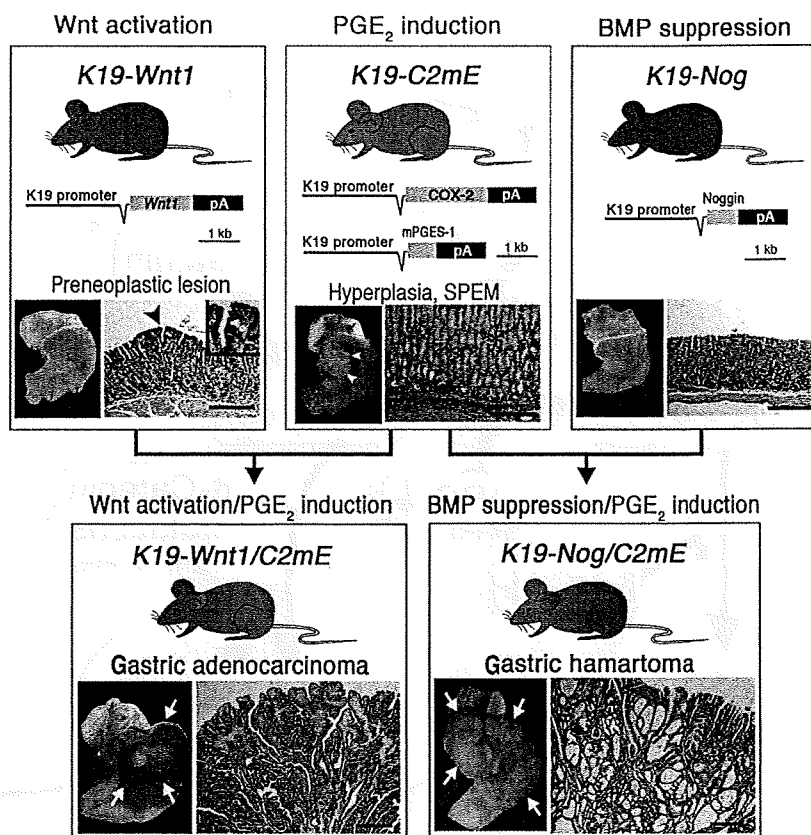 Wnt activation
K19-Wnt1
K19 promoter
Wnt1
pA
1 kb
Preneoplastic lesion
PGE2 induction
K19-C2mE
K19 promoter
COX-2
pA
mPGES-1
K19 promoter
pA
1 kb
Hyperplasia, SPEM
BMP suppression
K19-Nog
Noggin
K19 promoter
pA
1 kb
Wnt activation/PGE2 induction
K19-Wnt1/C2mE
Gastric adenocarcinoma
BMP suppression/PGE2 induction
K19-Nog/C2mE
Gastric hamartoma